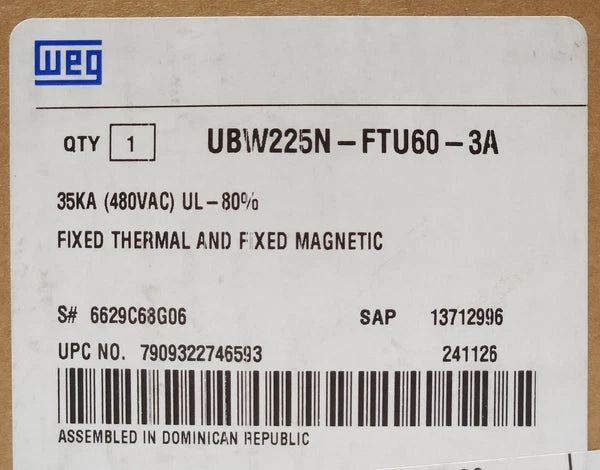 WEG
QTY 1 UBW225N-FTU60-3A
35KA (480VAC) UL-80%
FIXED THERMAL AND FIXED MAGNETIC
S# 6629C68G06 SAP 13712996
UPC NO. 7909322746593 241126
ASSEMBLED IN DOMINICAN REPUBLIC